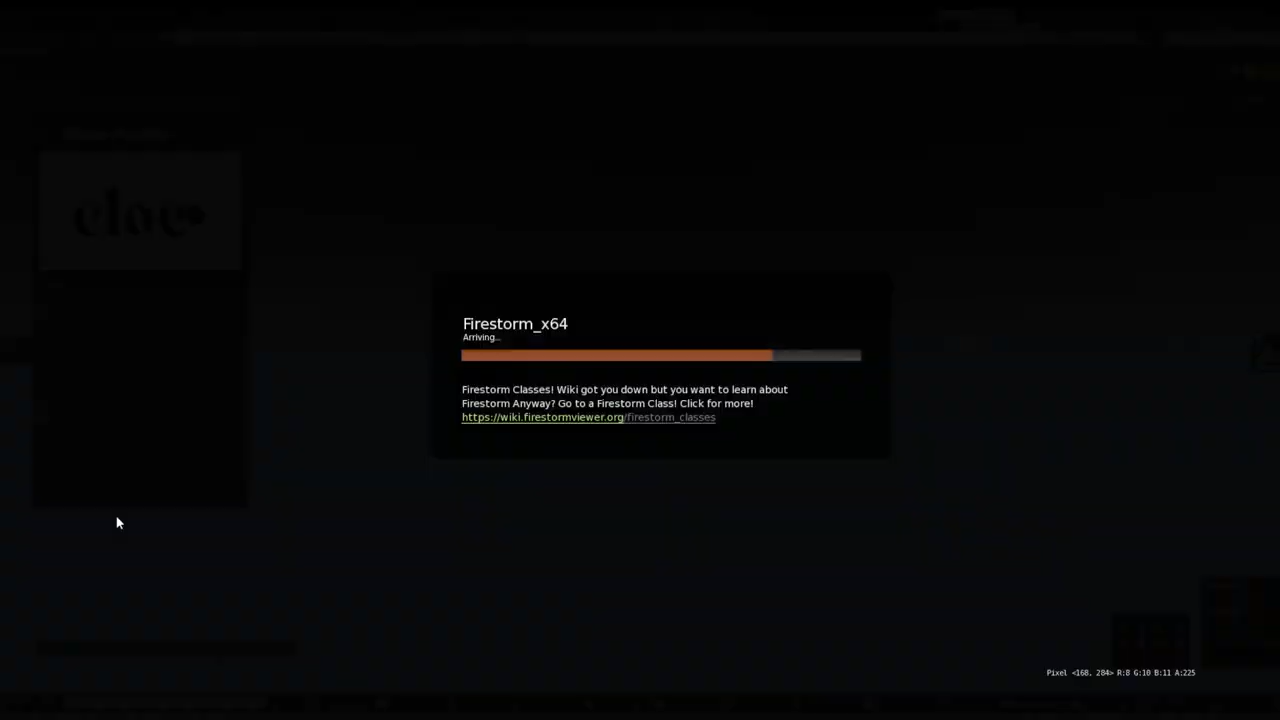 Firestorm_x64
Arriving...
Firestorm Classes! Wiki got you down but you want to learn about
Firestorm Anyway? Go to a Firestorm Class! Click for more!
https://wiki.firestormviewer.org/firestorm_classes
Pixel <168, 284> R:8 G:10 B:11 A:225